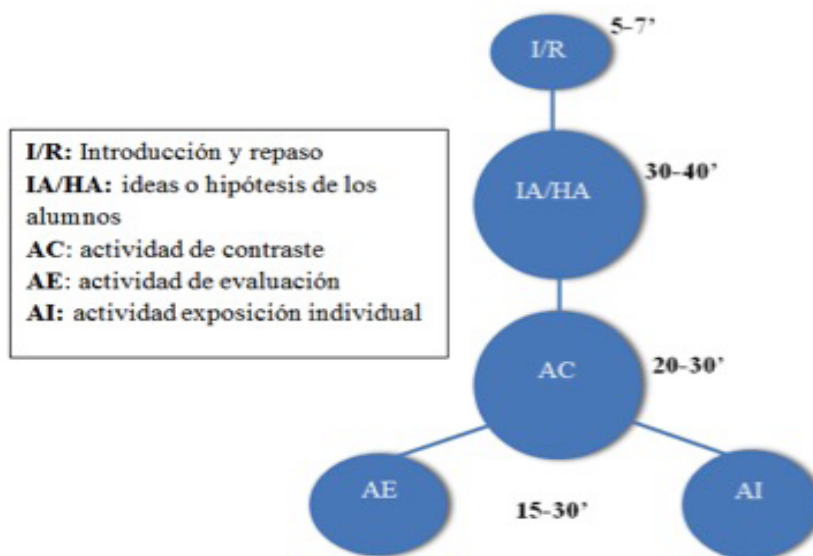 5-7’
I/R
I/R: Introducción y repaso
IA/HA: ideas o hipótesis de los
alumnos
AC: actividad de contraste
AE: actividad de evaluación
AI: actividad exposición individual
30-40’
IA/HA
20-30’
AC
AE
15-30’
AI